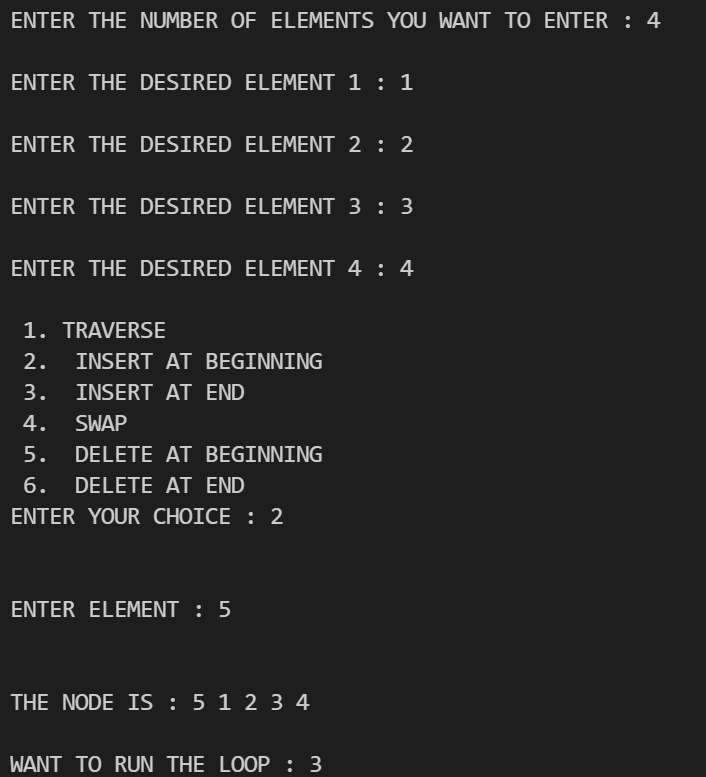 ENTER THE NUMBER OF ELEMENTS YOU WANT TO ENTER : 4
ENTER THE DESIRED ELEMENT 1 : 1
ENTER THE DESIRED ELEMENT 2 : 2
ENTER THE DESIRED ELEMENT 3 : 3
ENTER THE DESIRED ELEMENT 4 : 4
1. TRAVERSE
2.  INSERT AT BEGINNING
3.  INSERT AT END
4.  SWAP
5.  DELETE AT BEGINNING
6.  DELETE AT END
ENTER YOUR CHOICE : 2
ENTER ELEMENT : 5
THE NODE IS : 5 1 2 3 4
WANT TO RUN THE LOOP : 3